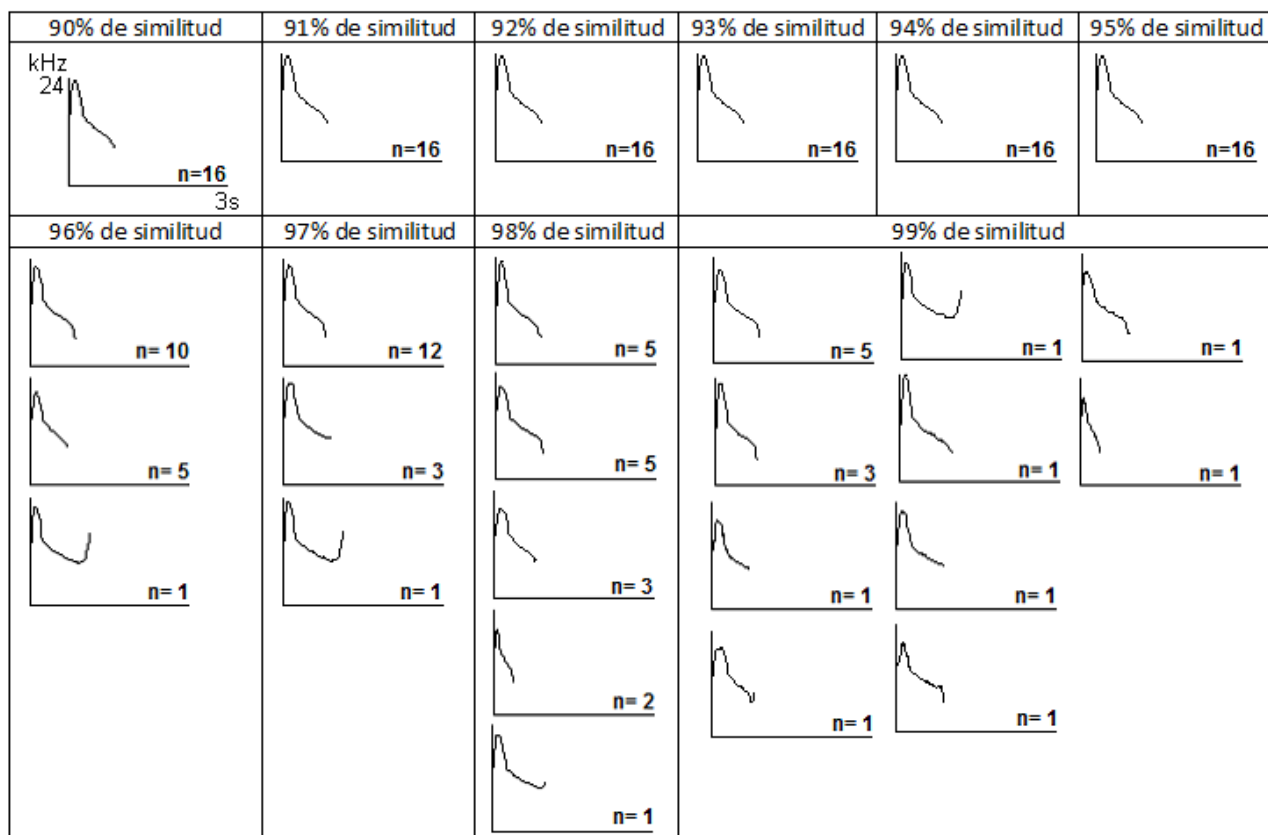 90% de similitud
91% de similitud
92% de similitud
93% de similitud
94% de similitud
95% de similitud
kHz
24
n=16
3s
n=16
n=16
n=16
n=16
n=16
96% de similitud
97% de similitud
98% de similitud
99% de similitud
n= 10
n= 5
n= 1
n= 12
n= 3
n= 1
n= 5
n= 5
n= 3
n= 2
n= 1
n= 5
n= 3
n= 1
n= 1
n= 1
n= 1
n= 1
n= 1
n= 1
n= 1